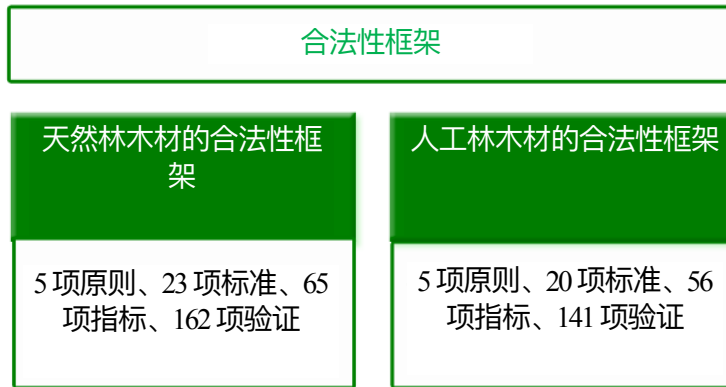 合法性框架
天然林木材的合法性框
架
人工林木材的合法性框架
5 项原则、23 项标准、65
项指标、162 项验证
5 项原则、20 项标准、56
项指标、141 项验证